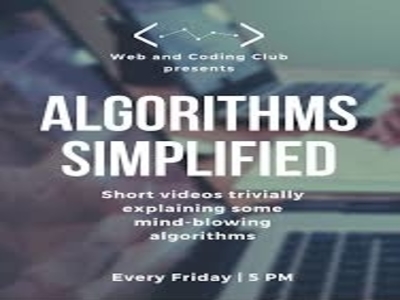 Web and Coding Club
presents
ALGORITHMS
SIMPLIFIED
Short videos trivially
explaining some
mind-blowing
algorithms
Every Friday | 5 PM